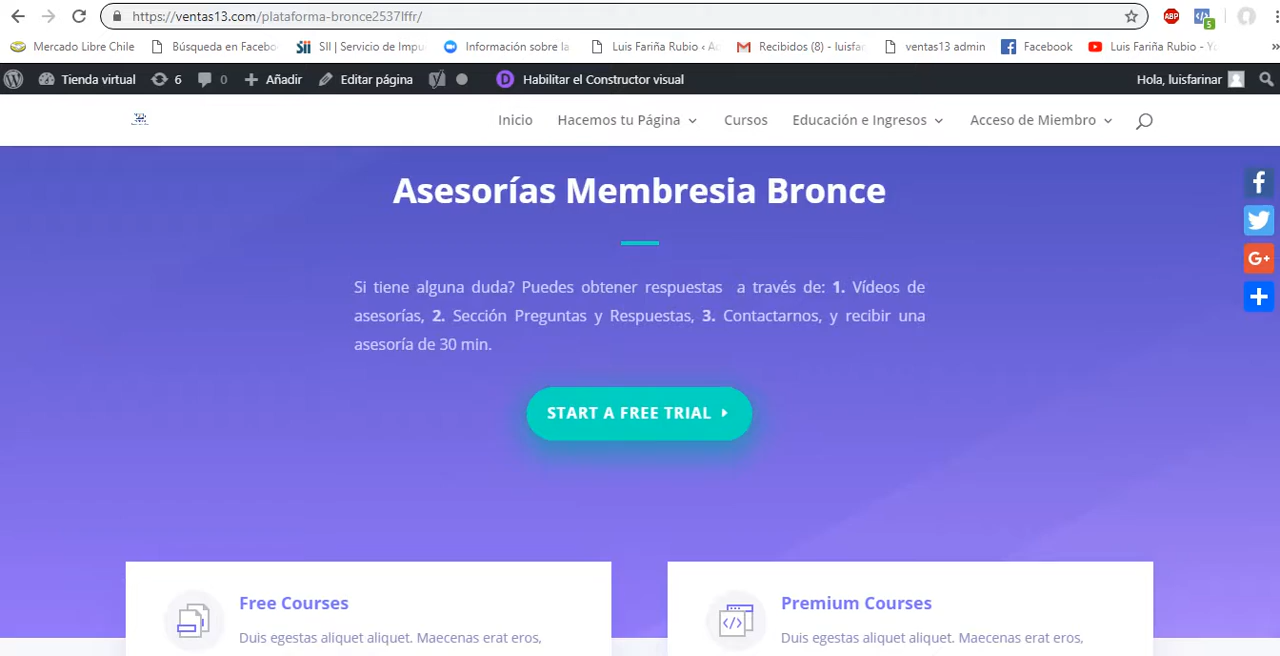 https://ventas13.com/plataforma-bronce2537lffr/
ABP
5
Mercado Libre Chile
Búsqueda en Facebo
SII | Servicio de Impu
Información sobre la
Luis Fariña Rubio ‹ Ac
Recibidos (8) - luisfa
ventas13 admin
Facebook
Luis Fariña Rubio - Yo
»
Tienda virtual
6
0
Añadir
Editar página
Habilitar el Constructor visual
Hola, luisfarinar
Inicio
Hacemos tu Página
Cursos
Educación e Ingresos
Acceso de Miembro
Asesorías Membresia Bronce
Si tiene alguna duda? Puedes obtener respuestas a través de: 1. Vídeos de
asesorías, 2. Sección Preguntas y Respuestas, 3. Contactarnos, y recibir una
asesoría de 30 min.
START A FREE TRIAL
Free Courses
Duis egestas aliquet aliquet. Maecenas erat eros,
Premium Courses
Duis egestas aliquet aliquet. Maecenas erat eros,